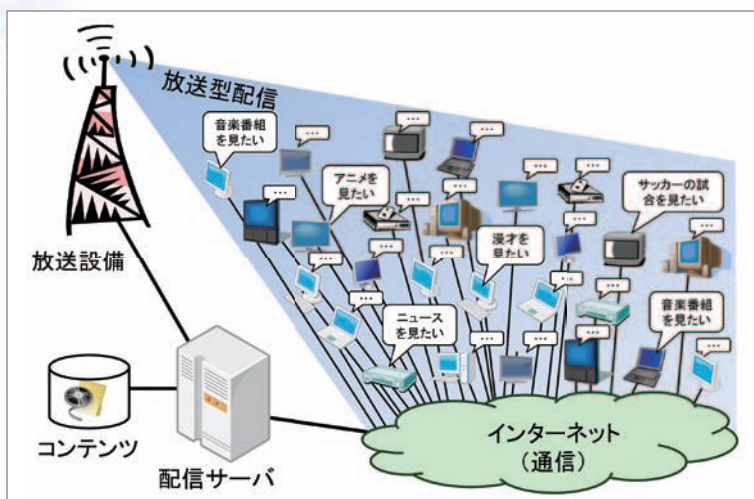 放送型配信
音楽番組
を見たい
…
…
…
アニメを
見たい
…
…
サッカーの試
合を見たい
…
…
…
…
漫才を
見たい
…
…
…
…
…
…
ニュース
を見たい
…
…
…
音楽番組
を見たい
…
放送設備
コンテンツ
配信サーバ
インターネット
(通信)